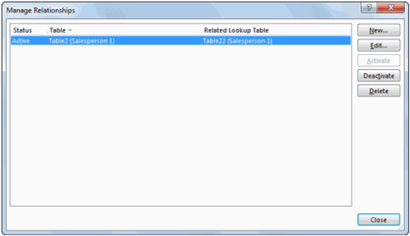 Manage Relationships
Status Table Related Lookup Table
Active Table2 (Salesperson 1) Table22 (Salesperson 1)
New...
Edit...
Activate
Deactivate
Delete
Close